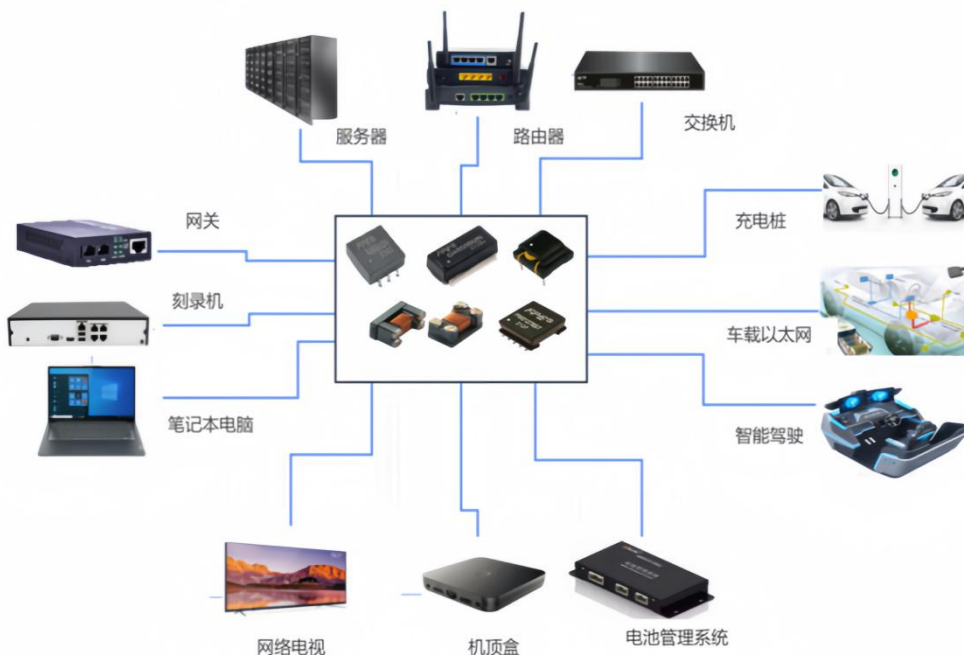 服务器
路由器
交换机
网关
充电桩
刻录机
车载以太网
笔记本电脑
智能驾驶
网络电视
机顶盒
电池管理系统